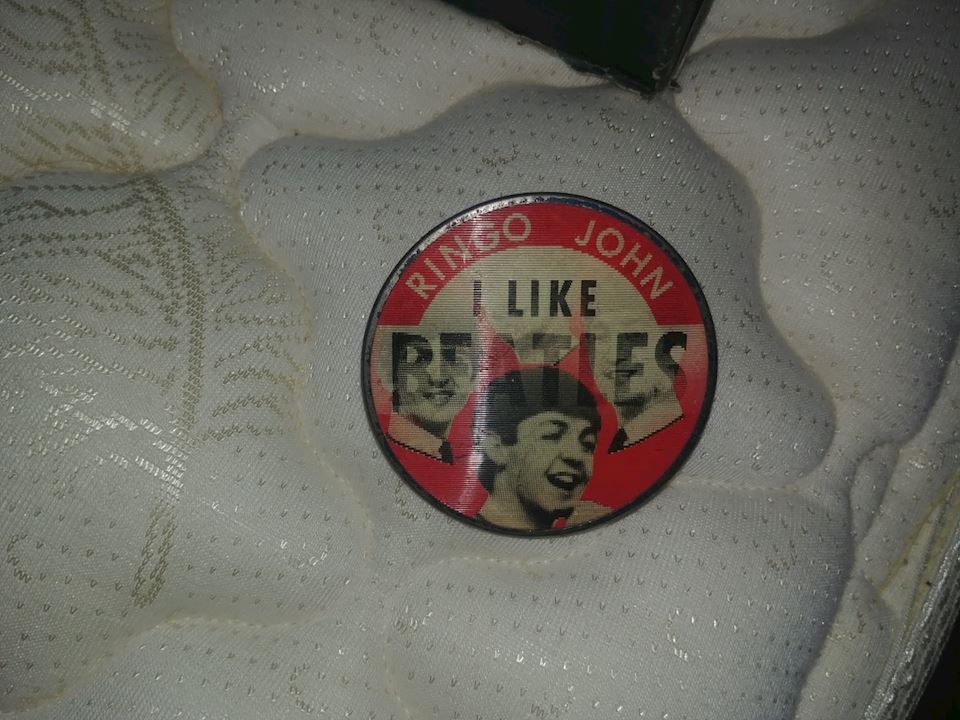 RINGO JOHN
I LIKE
BEATLES